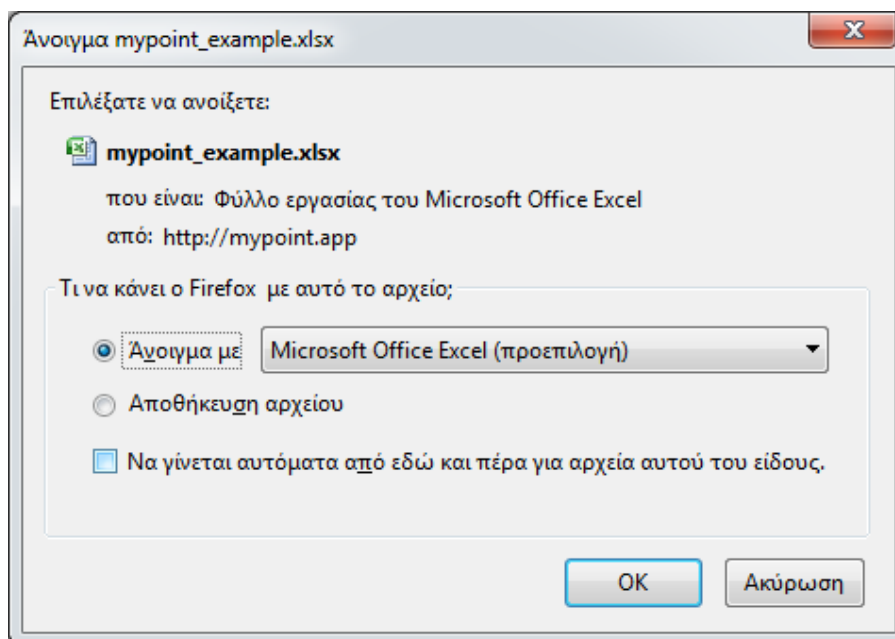 Άνοιγμα mypoint_example.xlsx
Επιλέξατε να ανοίξετε:
mypoint_example.xlsx
που είναι: Φύλλο εργασίας του Microsoft Office Excel
από: http://mypoint.app
Τι να κάνει ο Firefox με αυτό το αρχείο;
Άνοιγμα με Microsoft Office Excel (προεπιλογή)
Αποθήκευση αρχείου
Να γίνεται αυτόματα από εδώ και πέρα για αρχεία αυτού του είδους.
OK Ακύρωση